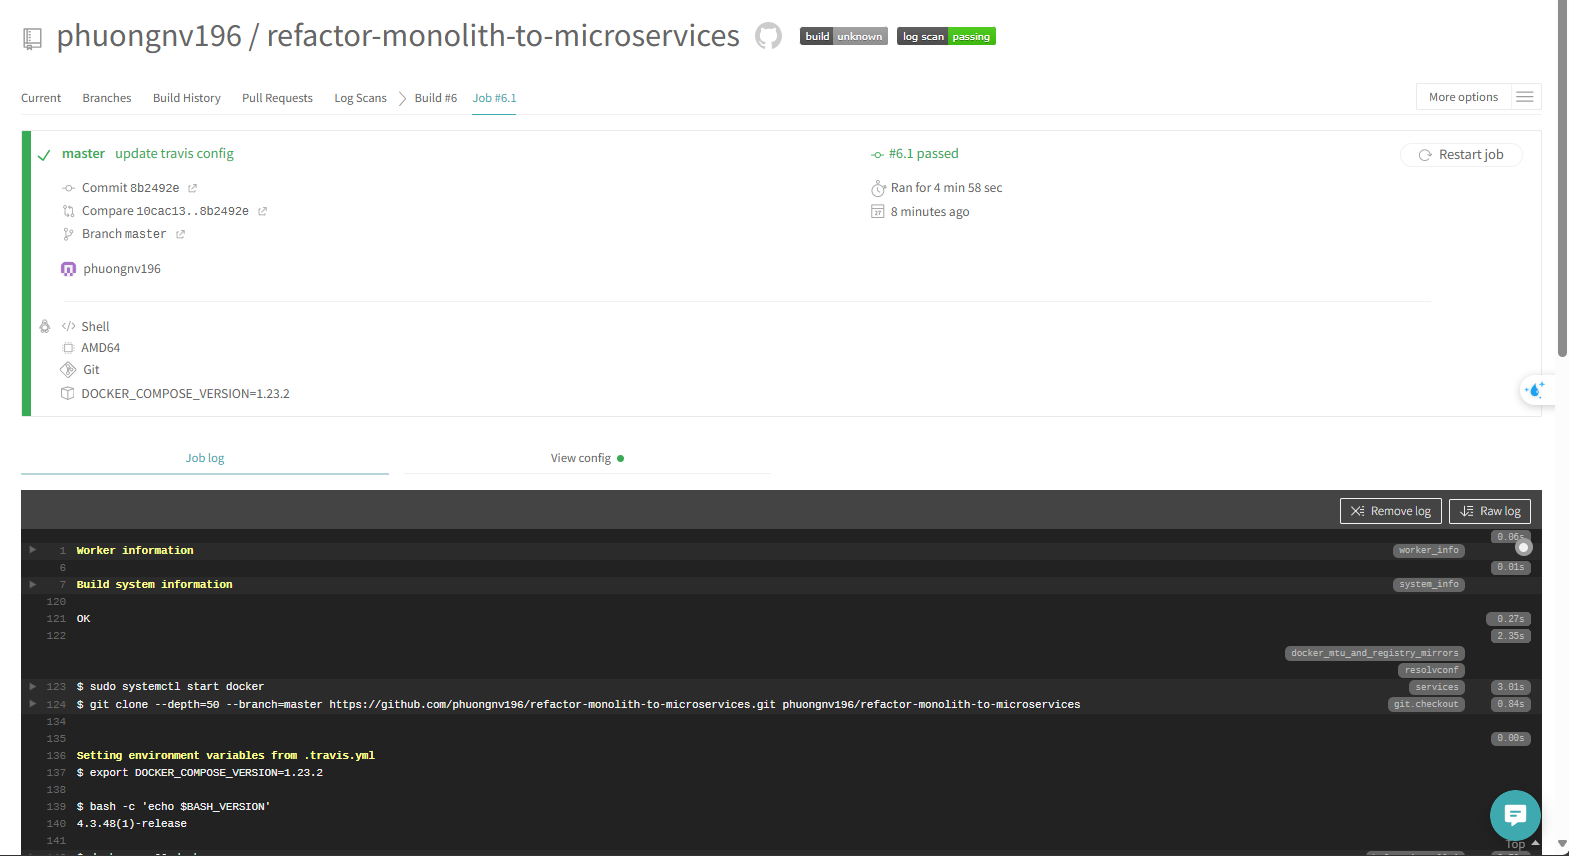 phuongnv196 / refactor-monolith-to-microservices
build unknown
log scan passing
Current Branches Build History Pull Requests Log Scans Build #6 Job #6.1
More options
master update travis config
#6.1 passed
Restart job
Commit 8b2492e
Ran for 4 min 58 sec
Compare 10cac13..8b2492e
8 minutes ago
Branch master
phuongnv196
Shell
AMD64
Git
DOCKER_COMPOSE_VERSION=1.23.2
Job log
View config
Remove log
Raw log
0.06s
1 Worker information worker_info
6 0.01s
7 Build system information system_info
120
121 OK 0.27s
122 2.35s
docker_mtu_and_registry_mirrors
resolvconf
123 $ sudo systemctl start docker services 3.01s
124 $ git clone --depth=50 --branch=master https://github.com/phuongnv196/refactor-monolith-to-microservices.git phuongnv196/refactor-monolith-to-microservices git.checkout 0.84s
134
135 0.00s
136 Setting environment variables from .travis.yml
137 $ export DOCKER_COMPOSE_VERSION=1.23.2
138
139 $ bash -c 'echo $BASH_VERSION'
140 4.3.48(1)-release
141
Top